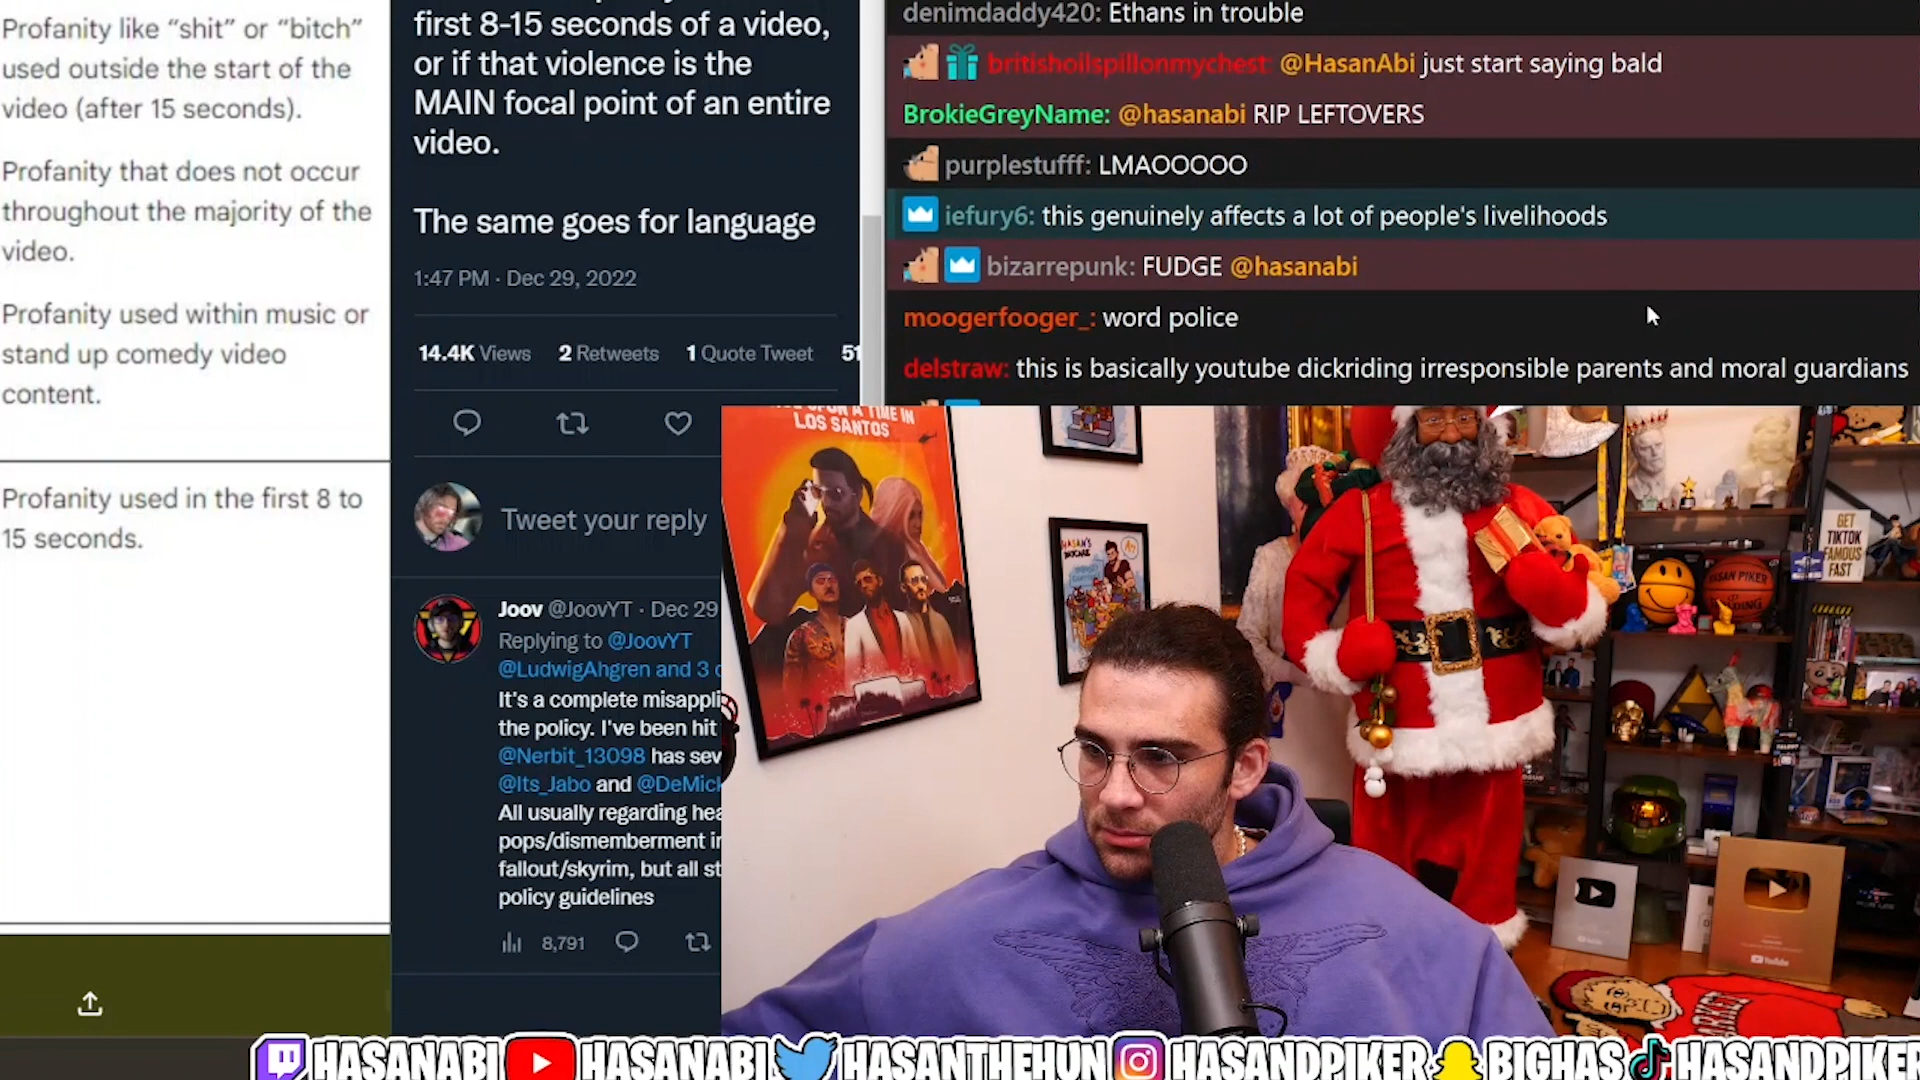 Profanity like “shit” or “bitch”
used outside the start of the
video (after 15 seconds).
Profanity that does not occur
throughout the majority of the
video.
Profanity used within music or
stand up comedy video
content.
Profanity used in the first 8 to
15 seconds.
first 8-15 seconds of a video,
or if that violence is the
MAIN focal point of an entire
video.
The same goes for language
1:47 PM · Dec 29, 2022
14.4K Views 2 Retweets 1 Quote Tweet 51
Tweet your reply
Joov @JoovYT · Dec 29
Replying to @JoovYT
@LudwigAhgren and 3 o
It's a complete misappli
the policy. I've been hit
@Nerbit_13098 has sev
@Its_Jabo and @DeMick
All usually regarding hea
pops/dismemberment in
fallout/skyrim, but all st
policy guidelines
8,791
denimdaddy420: Ethans in trouble
britishoilspillonmychest: @HasanAbi just start saying bald
BrokieGreyName: @hasanabi RIP LEFTOVERS
purplestufff: LMAOOOOO
iefury6: this genuinely affects a lot of people's livelihoods
bizarrepunk: FUDGE @hasanabi
moogerfooger_: word police
delstraw: this is basically youtube dickriding irresponsible parents and moral guardians
A TIME IN
LOS SANTOS
HASAN'S
GET
TIKTOK
FAMOUS
FAST
HASAN PIKER
YouTube
HASANABI HASANABI HASANTHEHUN HASANDPIKER BIGHAS HASANDPIKER